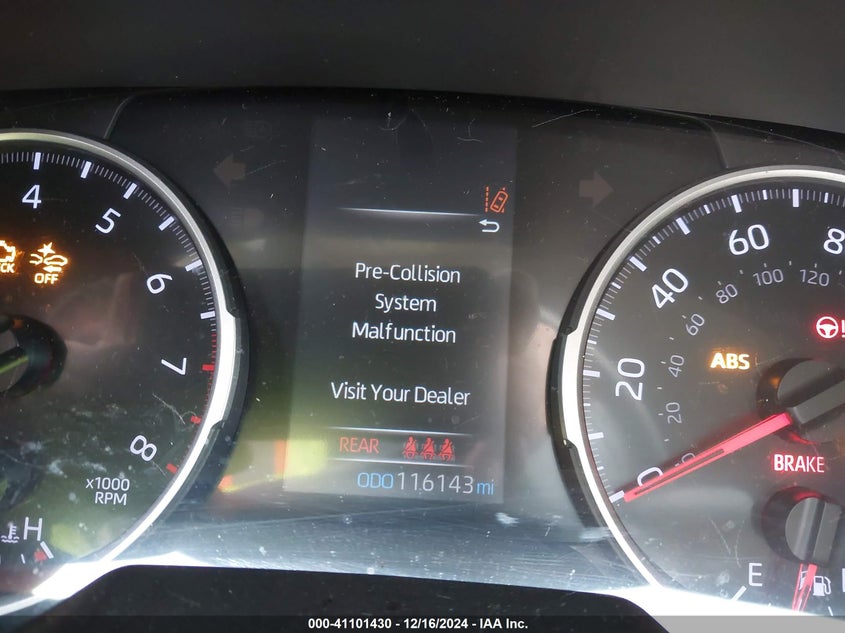 4
5
6
7
8
x1000
RPM
H
OFF
Pre-Collision
System
Malfunction
Visit Your Dealer
REAR
ODO 116143 mi
0
20
40
60
20
40
60
80
100
120
ABS
BRAKE
E
000-41101430 - 12/16/2024 - IAA Inc.